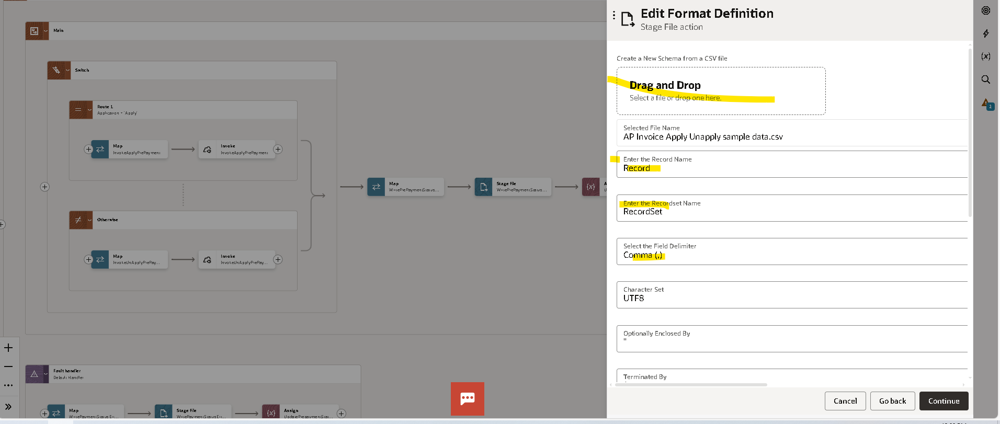 Main
Switch
Route 1
Application = 'Apply'
Map
InvokeApplyPrePayment
Invoke
InvokeApplyPrePayment
Otherwise
Map
InvokeUnApplyPrePay...
Invoke
InvokeUnApplyPrePay...
Map
WritePrePaymentStatus...
Stage file
WritePrePaymentStatus...
Fault handler
Default Handler
Map
Stage file
Assign
Edit Format Definition
Stage File action
Create a New Schema from a CSV file
Drag and Drop
Select a file or drop one here.
Selected File Name
AP Invoice Apply Unapply sample data.csv
Enter the Record Name
Record
Enter the Recordset Name
RecordSet
Select the Field Delimiter
Comma (,)
Character Set
UTF8
Optionally Enclosed By
"
Terminated By
Cancel
Go back
Continue
(x)
2